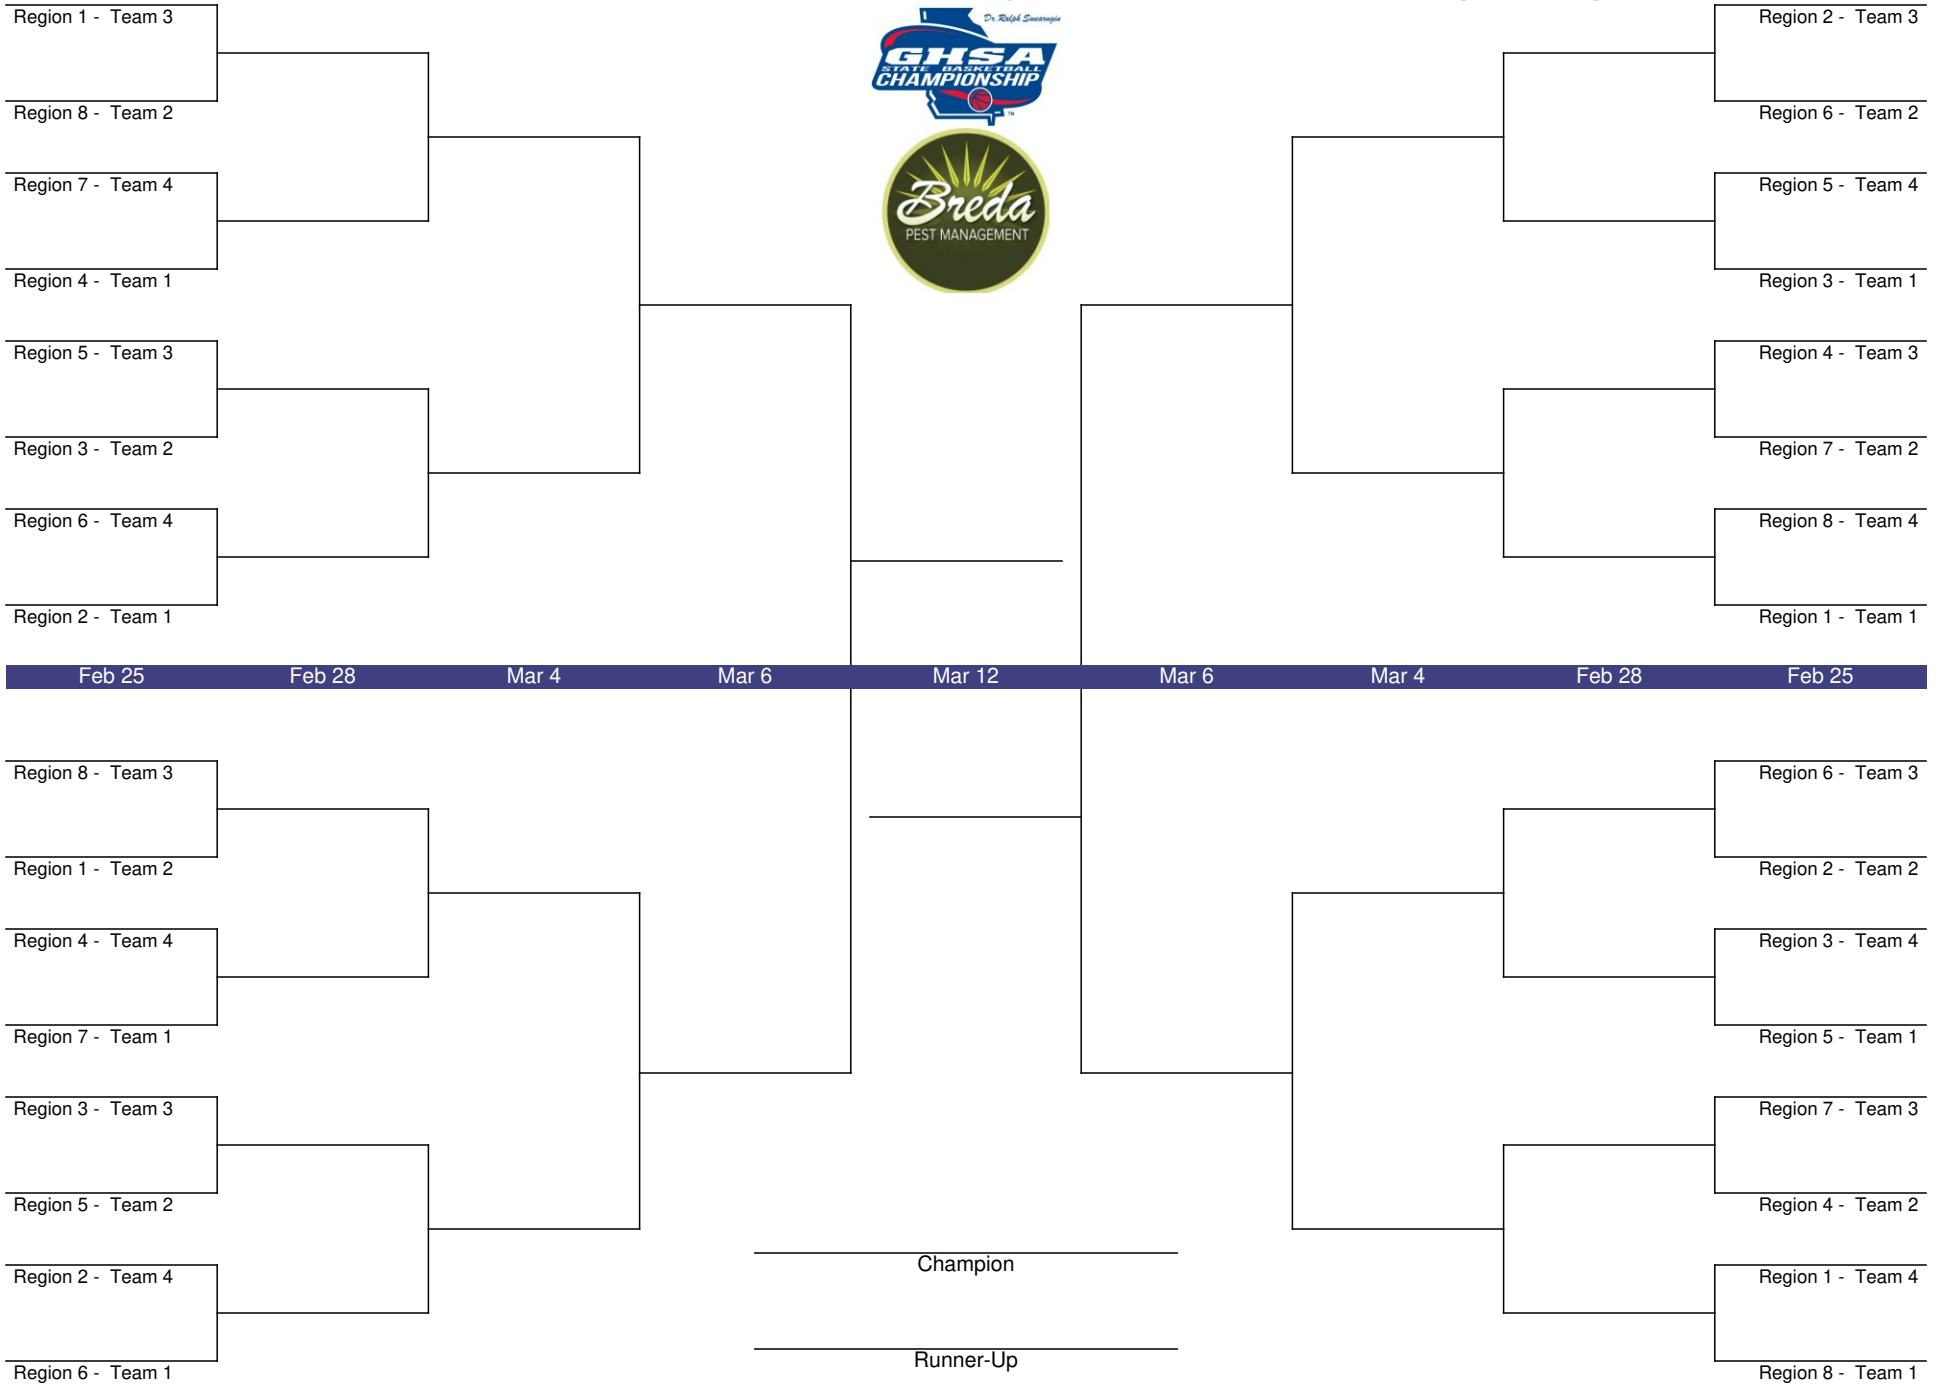 Region 1 - Team 3
Region 8 - Team 2
Region 7 - Team 4
Region 4 - Team 1
Region 5 - Team 3
Region 3 - Team 2
Region 6 - Team 4
Region 2 - Team 1
Dr. Ralph Swearngin
GHSA
STATE BASKETBALL
CHAMPIONSHIP
TM
Breda
PEST MANAGEMENT
Region 2 - Team 3
Region 6 - Team 2
Region 5 - Team 4
Region 3 - Team 1
Region 4 - Team 3
Region 7 - Team 2
Region 8 - Team 4
Region 1 - Team 1
Feb 25 Feb 28 Mar 4 Mar 6 Mar 12 Mar 6 Mar 4 Feb 28 Feb 25
Region 8 - Team 3
Region 1 - Team 2
Region 4 - Team 4
Region 7 - Team 1
Region 3 - Team 3
Region 5 - Team 2
Region 2 - Team 4
Region 6 - Team 1
Champion
Runner-Up
Region 6 - Team 3
Region 2 - Team 2
Region 3 - Team 4
Region 5 - Team 1
Region 7 - Team 3
Region 4 - Team 2
Region 1 - Team 4
Region 8 - Team 1